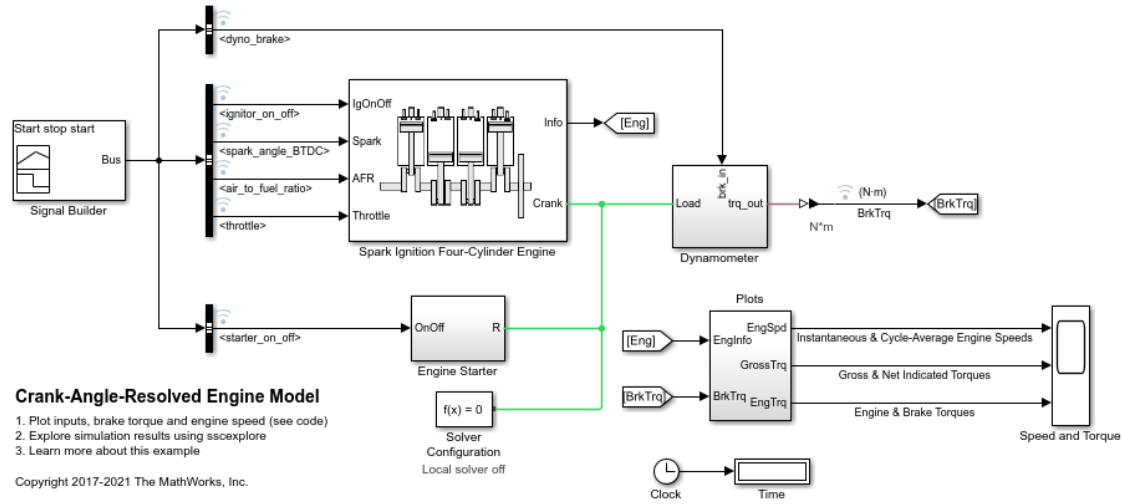 <dyno_brake>
Start stop start
Bus
Signal Builder
<ignitor_on_off>
<spark_angle_BTDC>
<air_to_fuel_ratio>
<throttle>
IgOnOff
Spark
AFR
Throttle
Info
Crank
Spark Ignition Four-Cylinder Engine
[Eng]
brk_in
Load
trq_out
Dynamometer
N*m
(N·m)
BrkTrq
[BrkTrq]
<starter_on_off>
OnOff
R
Engine Starter
f(x) = 0
Solver
Configuration
Local solver off
Plots
[Eng]
[BrkTrq]
EngInfo
BrkTrq
EngSpd
GrossTrq
EngTrq
Instantaneous & Cycle-Average Engine Speeds
Gross & Net Indicated Torques
Engine & Brake Torques
Speed and Torque
Clock
Time
Crank-Angle-Resolved Engine Model
1. Plot inputs, brake torque and engine speed (see code)
2. Explore simulation results using sscexplore
3. Learn more about this example
Copyright 2017-2021 The MathWorks, Inc.